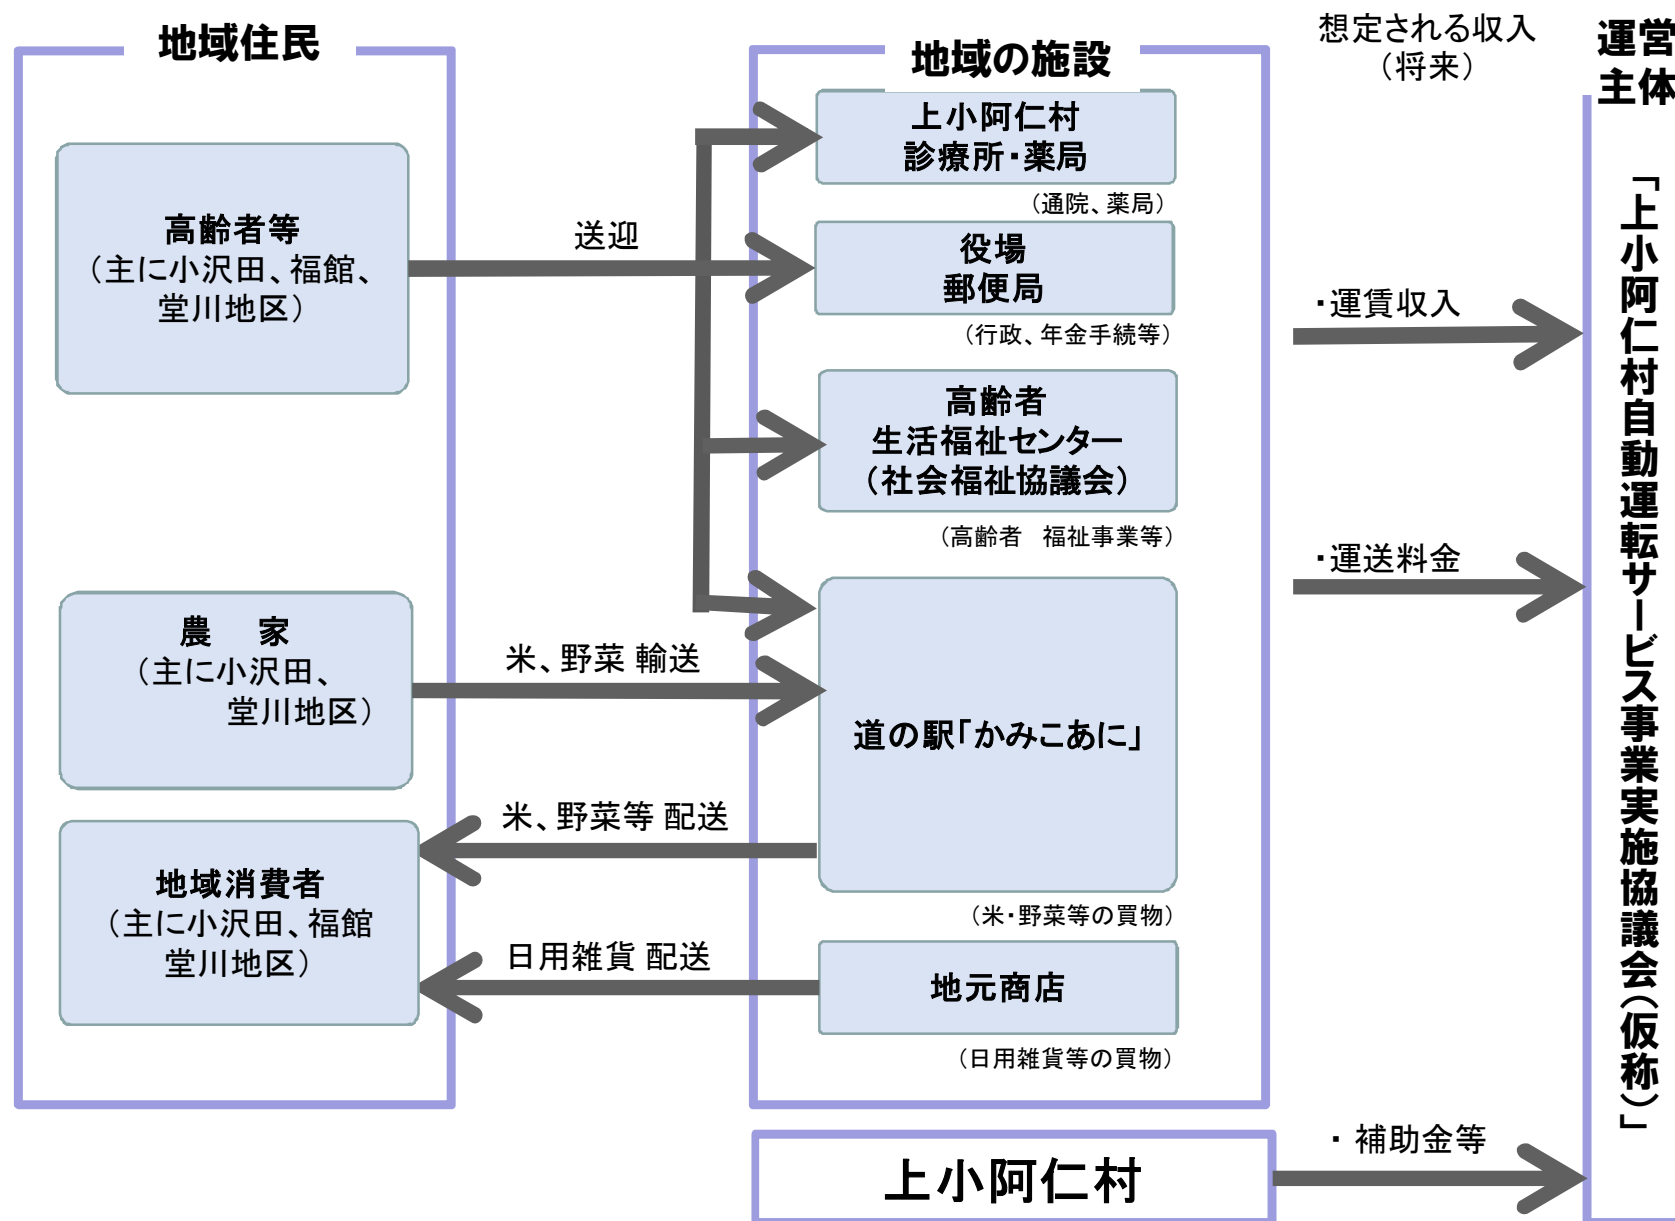 地域住民
高齢者等
（主に小沢田、福館、
堂川地区）
農　家
（主に小沢田、
堂川地区）
地域消費者
（主に小沢田、福館
堂川地区）
送迎
米、野菜 輸送
米、野菜等 配送
日用雑貨 配送
地域の施設
上小阿仁村
診療所・薬局
（通院、薬局）
役場
郵便局
（行政、年金手続等）
高齢者
生活福祉センター
（社会福祉協議会）
（高齢者　福祉事業等）
道の駅「かみこあに」
（米・野菜等の買物）
地元商店
（日用雑貨等の買物）
上小阿仁村
想定される収入
（将来）
・運賃収入
・運送料金
・補助金等
運営
主体
「上小阿仁村自動運転サービス事業実施協議会（仮称）」